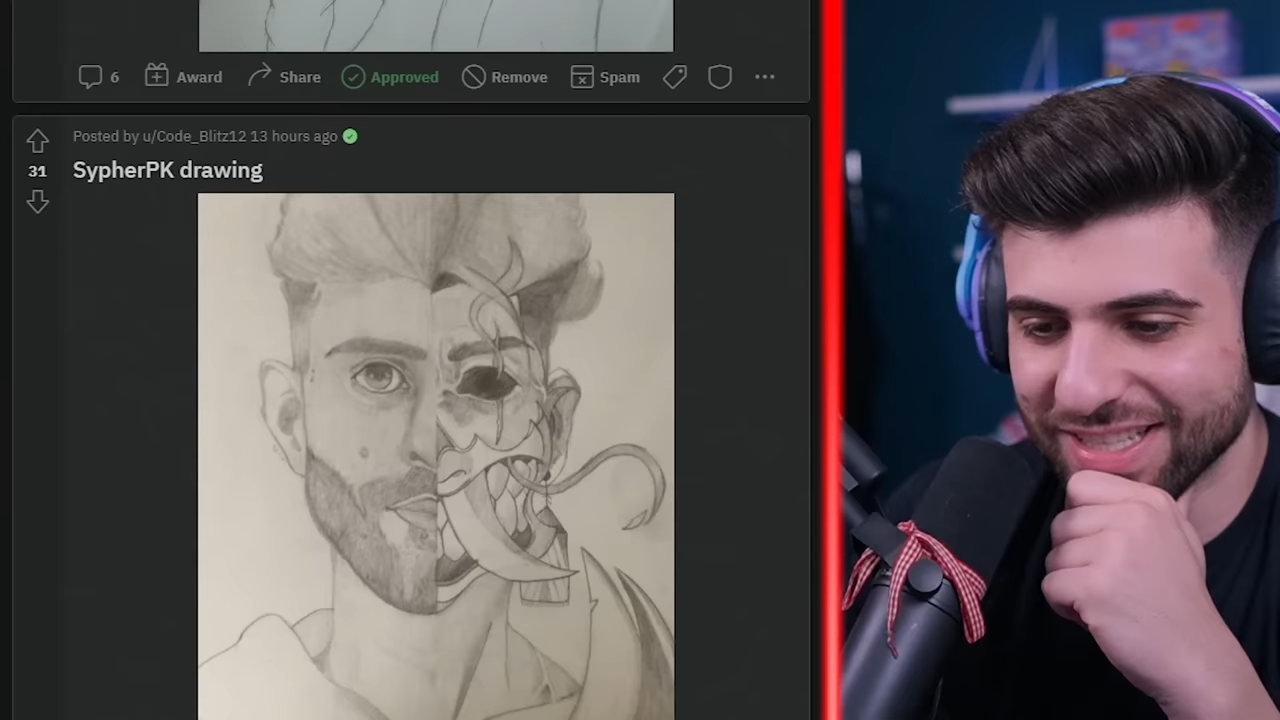 6 Award Share Approved Remove Spam
Posted by u/Code_Blitz12 13 hours ago
31
SypherPK drawing